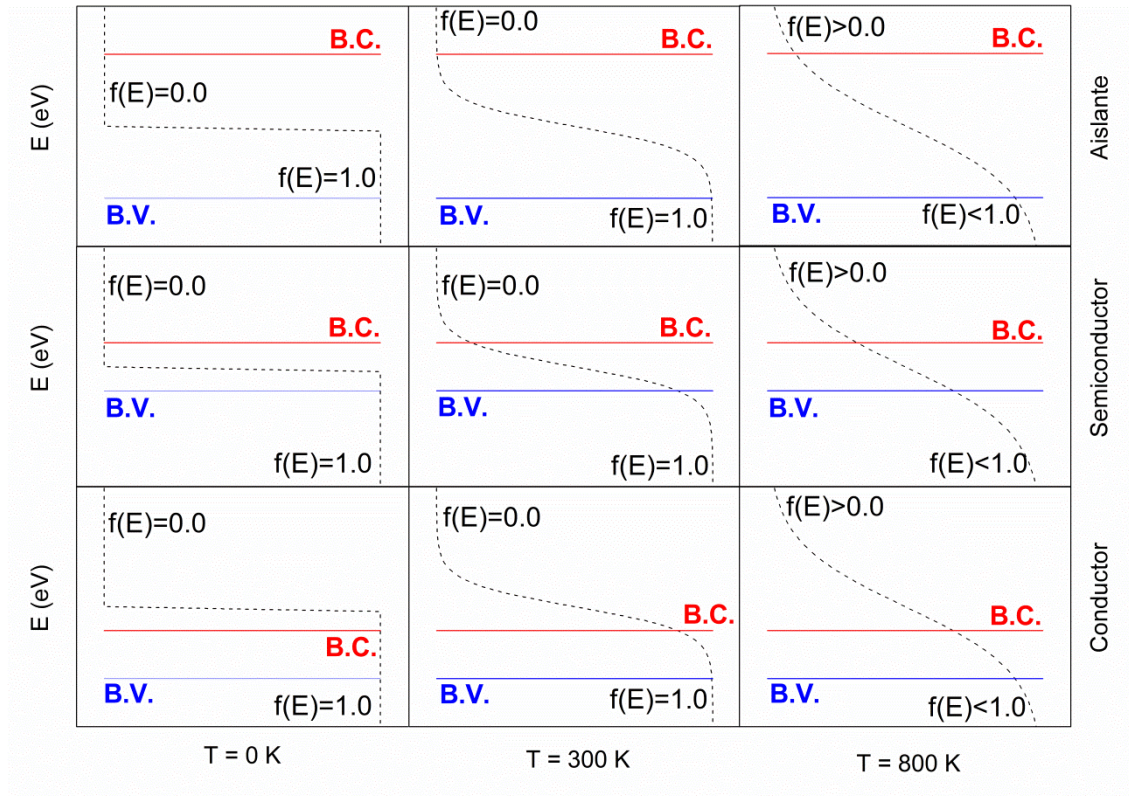 E (eV)
B.C.
f(E)=0.0
f(E)=1.0
B.V.
f(E)=0.0
B.C.
B.V.
f(E)=1.0
f(E)>0.0
B.C.
B.V.
f(E)<1.0
Aislante
E (eV)
f(E)=0.0
B.C.
B.V.
f(E)=1.0
f(E)=0.0
B.C.
B.V.
f(E)=1.0
f(E)>0.0
B.C.
B.V.
f(E)<1.0
Semiconductor
E (eV)
f(E)=0.0
B.C.
B.V.
f(E)=1.0
f(E)=0.0
B.C.
B.V.
f(E)=1.0
f(E)>0.0
B.C.
B.V.
f(E)<1.0
Conductor
T = 0 K
T = 300 K
T = 800 K